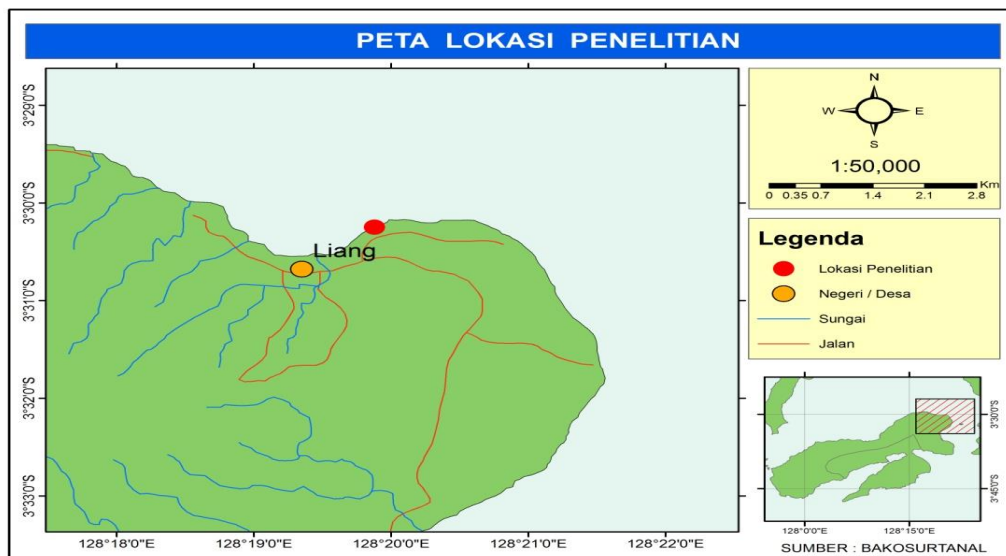 PETA LOKASI PENELITIAN
3°29'0"S
3°30'0"S
3°31'0"S
3°32'0"S
3°33'0"S
Liang
128°18'0"E
128°19'0"E
128°20'0"E
128°21'0"E
128°22'0"E
N
W
E
S
1:50,000
Km
0 0.35 0.7 1.4 2.1 2.8
Legenda
Lokasi Penelitian
Negeri / Desa
Sungai
Jalan
3°30'0"S
3°45'0"S
128°0'0"E 128°15'0"E
SUMBER : BAKOSURTANAL